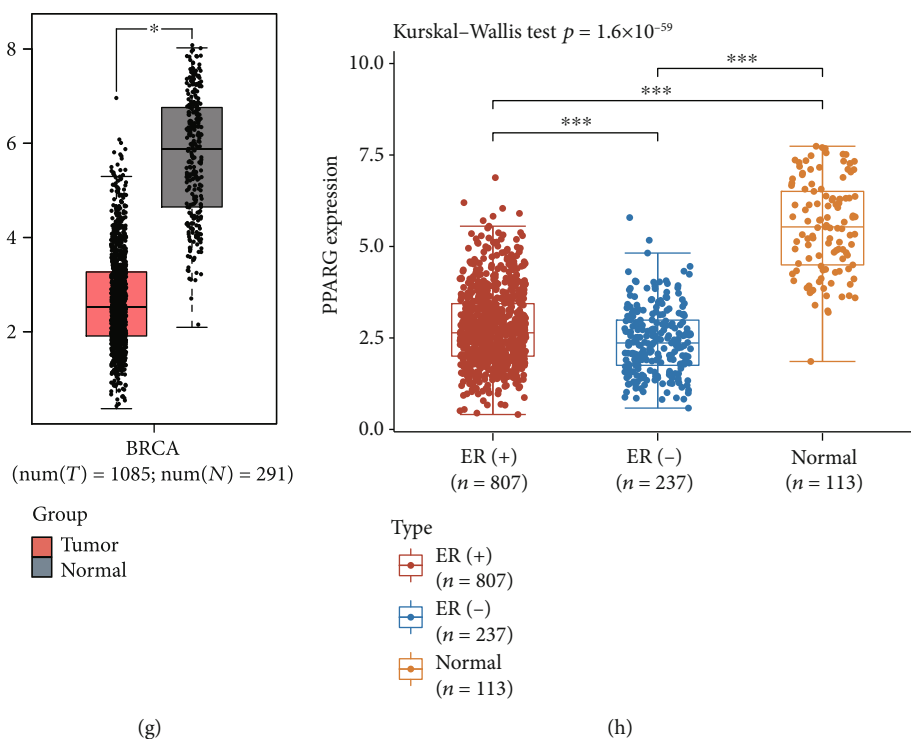 8
6
4
2
*
BRCA
(num(T) = 1085; num(N) = 291)
Group
Tumor
Normal
(g)
Kurskal–Wallis test p = 1.6×10⁻⁵⁹
PPARG expression
10.0
7.5
5.0
2.5
0.0
***
***
***
ER (+) ER (–) Normal
(n = 807) (n = 237) (n = 113)
Type
ER (+)
(n = 807)
ER (–)
(n = 237)
Normal
(n = 113)
(h)